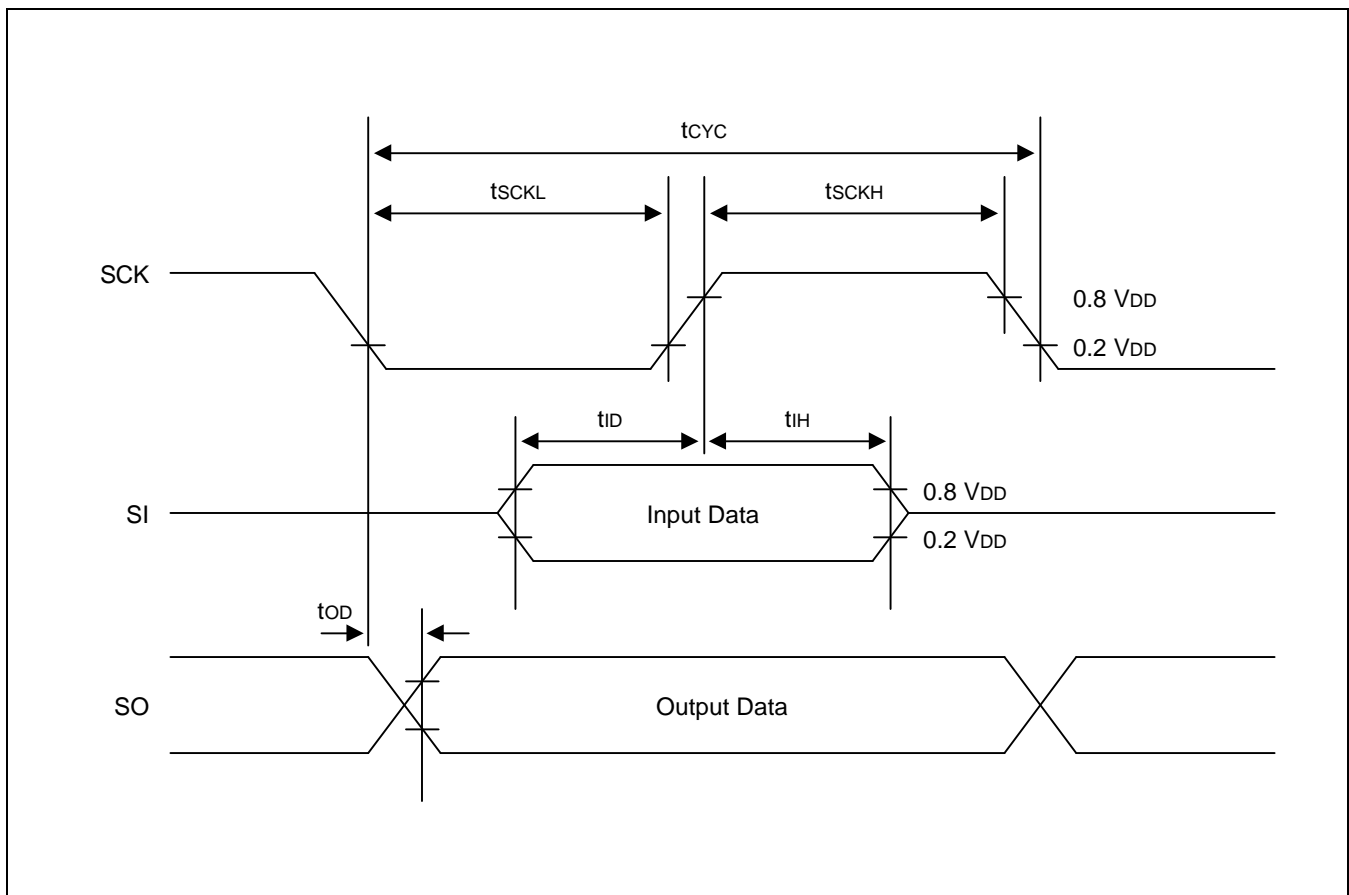 tCYC
tSCKL
tSCKH
SCK
0.8 VDD
0.2 VDD
tID
tIH
SI
Input Data
0.8 VDD
0.2 VDD
tOD
SO
Output Data